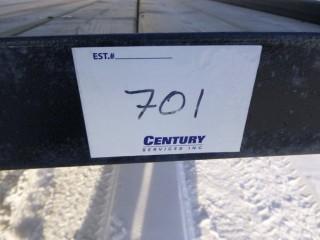 EST.#
701
CENTURY
SERVICES INC